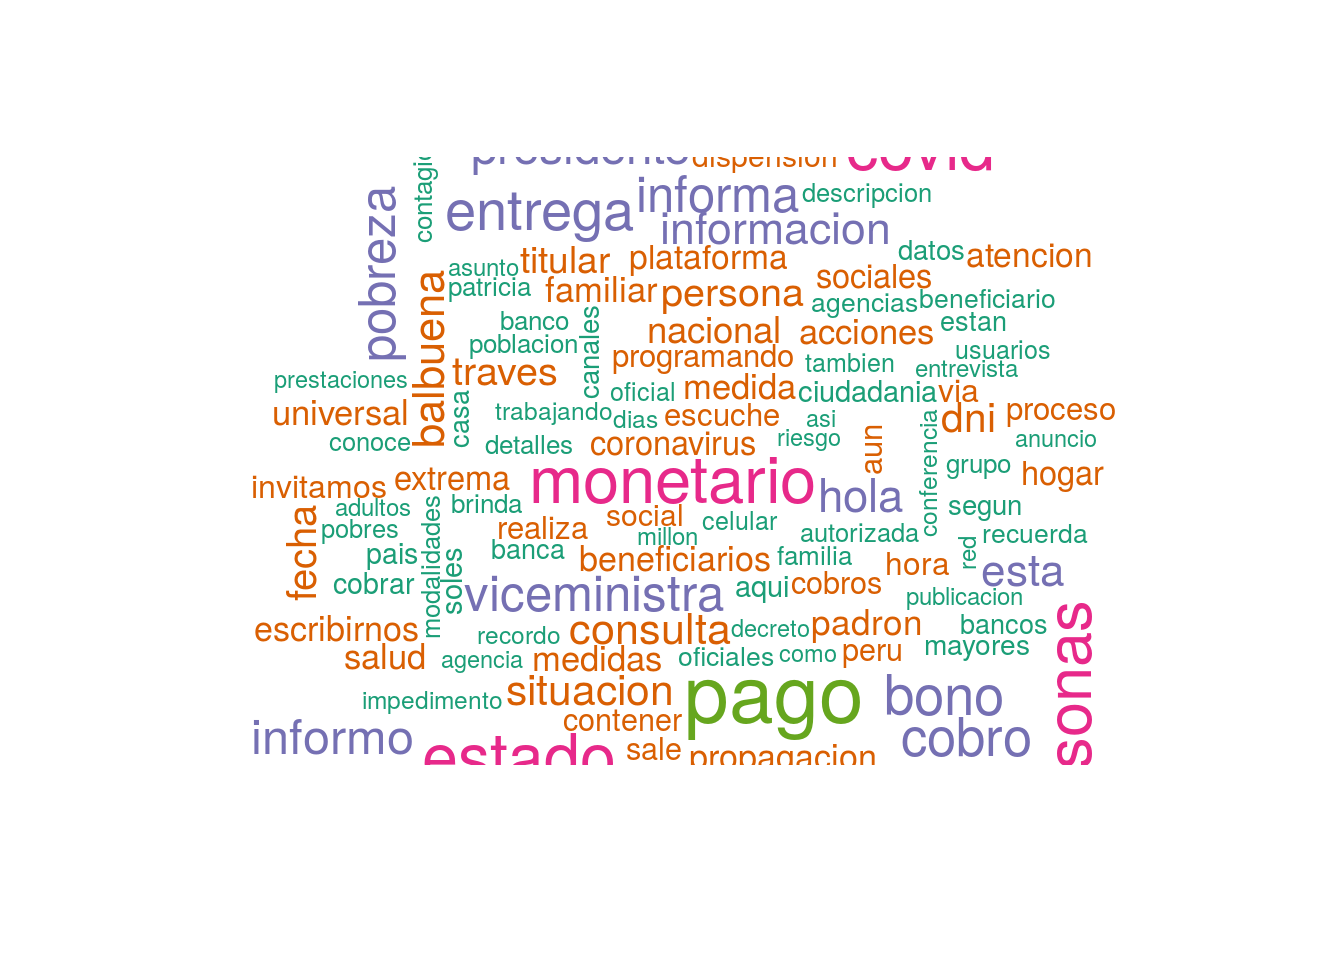 presidente dispension covid
contagio
pobreza
entrega informa descripcion
informacion
datos atencion
asunto titular plataforma sociales
patricia familiar persona agencias beneficiario
balbuena
banco canales nacional acciones estan
poblacion programando tambien usuarios
entrevista
prestaciones traves oficial medida ciudadania via
universal casa trabajando dias escuche asi dni proceso
conoce detalles coronavirus riesgo aun conferencia anuncio
grupo hogar
invitamos extrema monetario hola
adultos brinda social celular segun
pobres modalidades realiza millon autorizada recuerda
fecha pais banca beneficiarios familia hora red esta
cobrar soles viceministra aqui cobros
publicacion
escribirnos recordo consulta decreto padron bancos
salud agencia medidas oficiales como peru mayores
sonas
impedimento situacion pago bono
contener
informo estado sale propagacion cobro